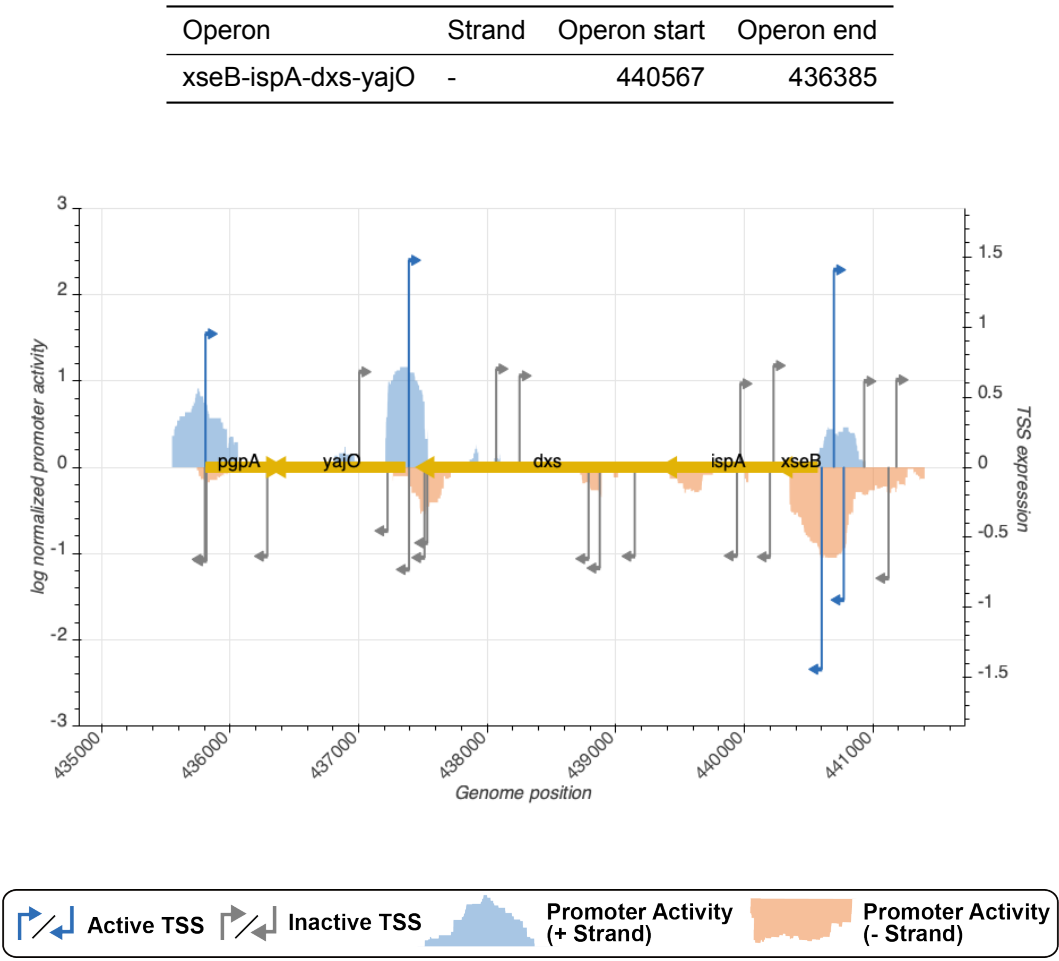 Operon Strand Operon start Operon end
xseB-ispA-dxs-yajO - 440567 436385
3
2
1
0
-1
-2
-3
log normalized promoter activity
1.5
1
0.5
0
-0.5
-1
-1.5
TSS expression
pgpA yajO dxs ispA xseB
435000 436000 437000 438000 439000 440000 441000
Genome position
Active TSS Inactive TSS Promoter Activity (+ Strand) Promoter Activity (- Strand)